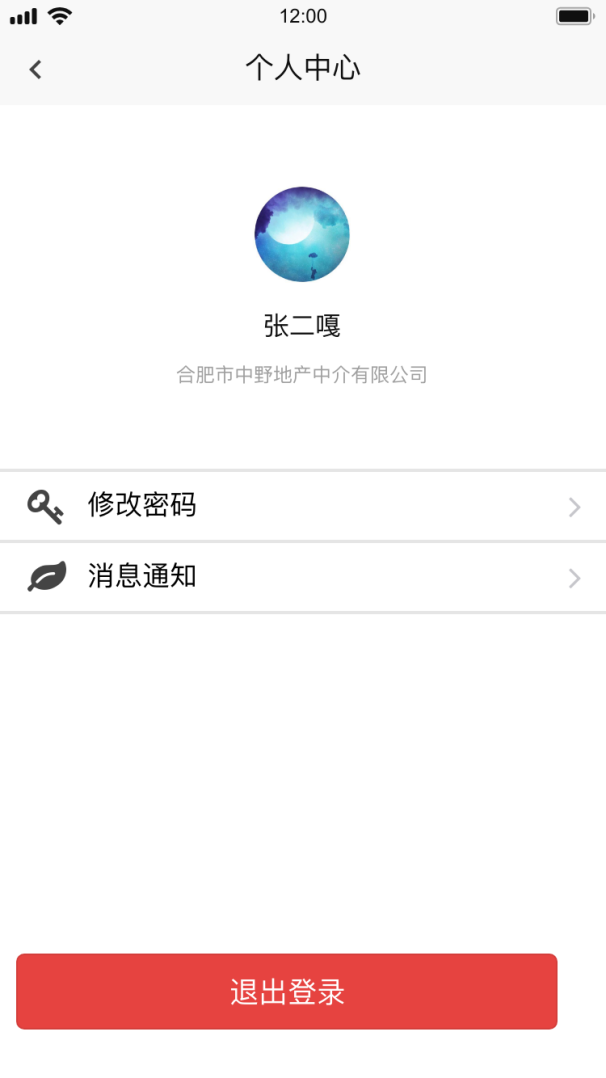 12:00
个人中心
张二嘎
合肥市中野地产中介有限公司
修改密码
消息通知
退出登录